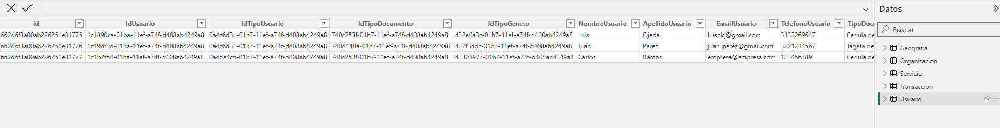 Datos
id IdUsuario IdTipoUsuario IdTipoDocumento IdTipoGenero NombreUsuario ApellidoUsuario EmailUsuario TelefonoUsuario TipoDocu
662d6f3a00ab226251e31775 1c1890ca-01ba-11ef-a74f-d408ab4249a8 0a4c6d31-01b7-11ef-a74f-d408ab4249a8 740c253f-01b7-11ef-a74f-d408ab4249a8 422e0a3c-01b7-11ef-a74f-d408ab4249a8 Luis Ojeda luisokj@gmail.com 3132269647 Cedula de
662d6f3a00ab226251e31776 1c19df3d-01ba-11ef-a74f-d408ab4249a8 0a4c6d31-01b7-11ef-a74f-d408ab4249a8 740d148a-01b7-11ef-a74f-d408ab4249a8 422f34bc-01b7-11ef-a74f-d408ab4249a8 Juan Perez juan_perez@gmail.com 3221234567 Tarjeta de
662d6f3a00ab226251e31777 1c1b2f54-01ba-11ef-a74f-d408ab4249a8 0a4de4c6-01b7-11ef-a74f-d408ab4249a8 740c253f-01b7-11ef-a74f-d408ab4249a8 42308977-01b7-11ef-a74f-d408ab4249a8 Carlos Ramos empresa@empresa.com 123456789 Cedula de
Buscar
Geografia
Organizacion
Servicio
Transaccion
Usuario